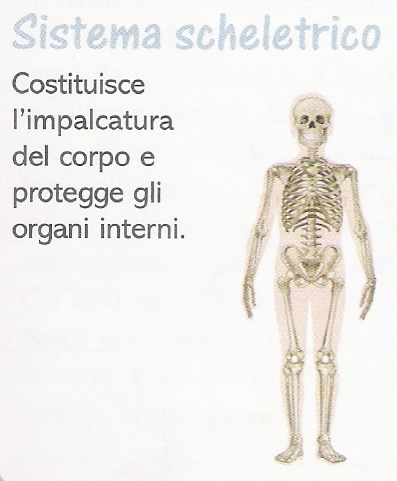 Sistema scheletrico
Costituisce
l'impalcatura
del corpo e
protegge gli
organi interni.